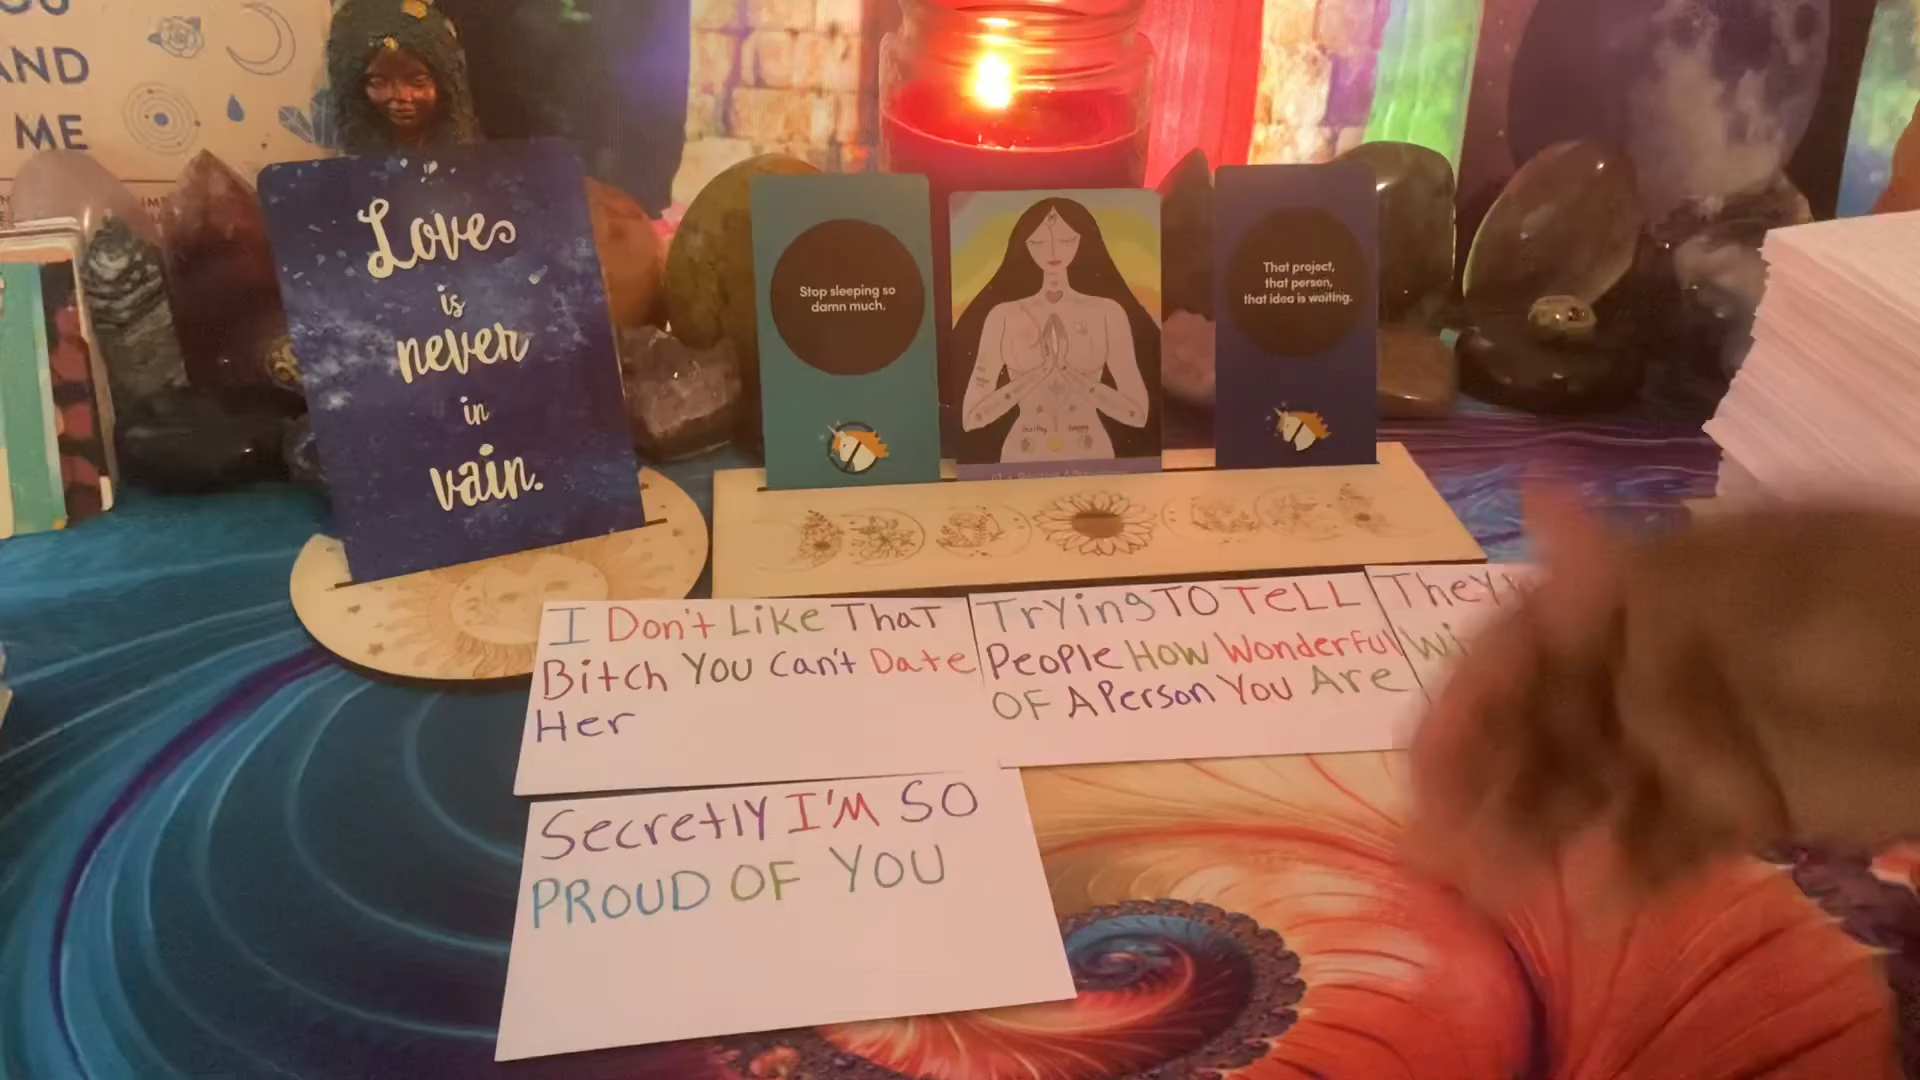 AND
ME
Love
is
never
in
vain.
Stop sleeping so
damn much.
That project,
that person,
that idea is waiting.
I Don't Like That
Bitch You Can't Date
Her
Trying To TeLL
People How Wonderful
OF A Person You Are
They
Secretly I'M SO
PROUD OF YOU